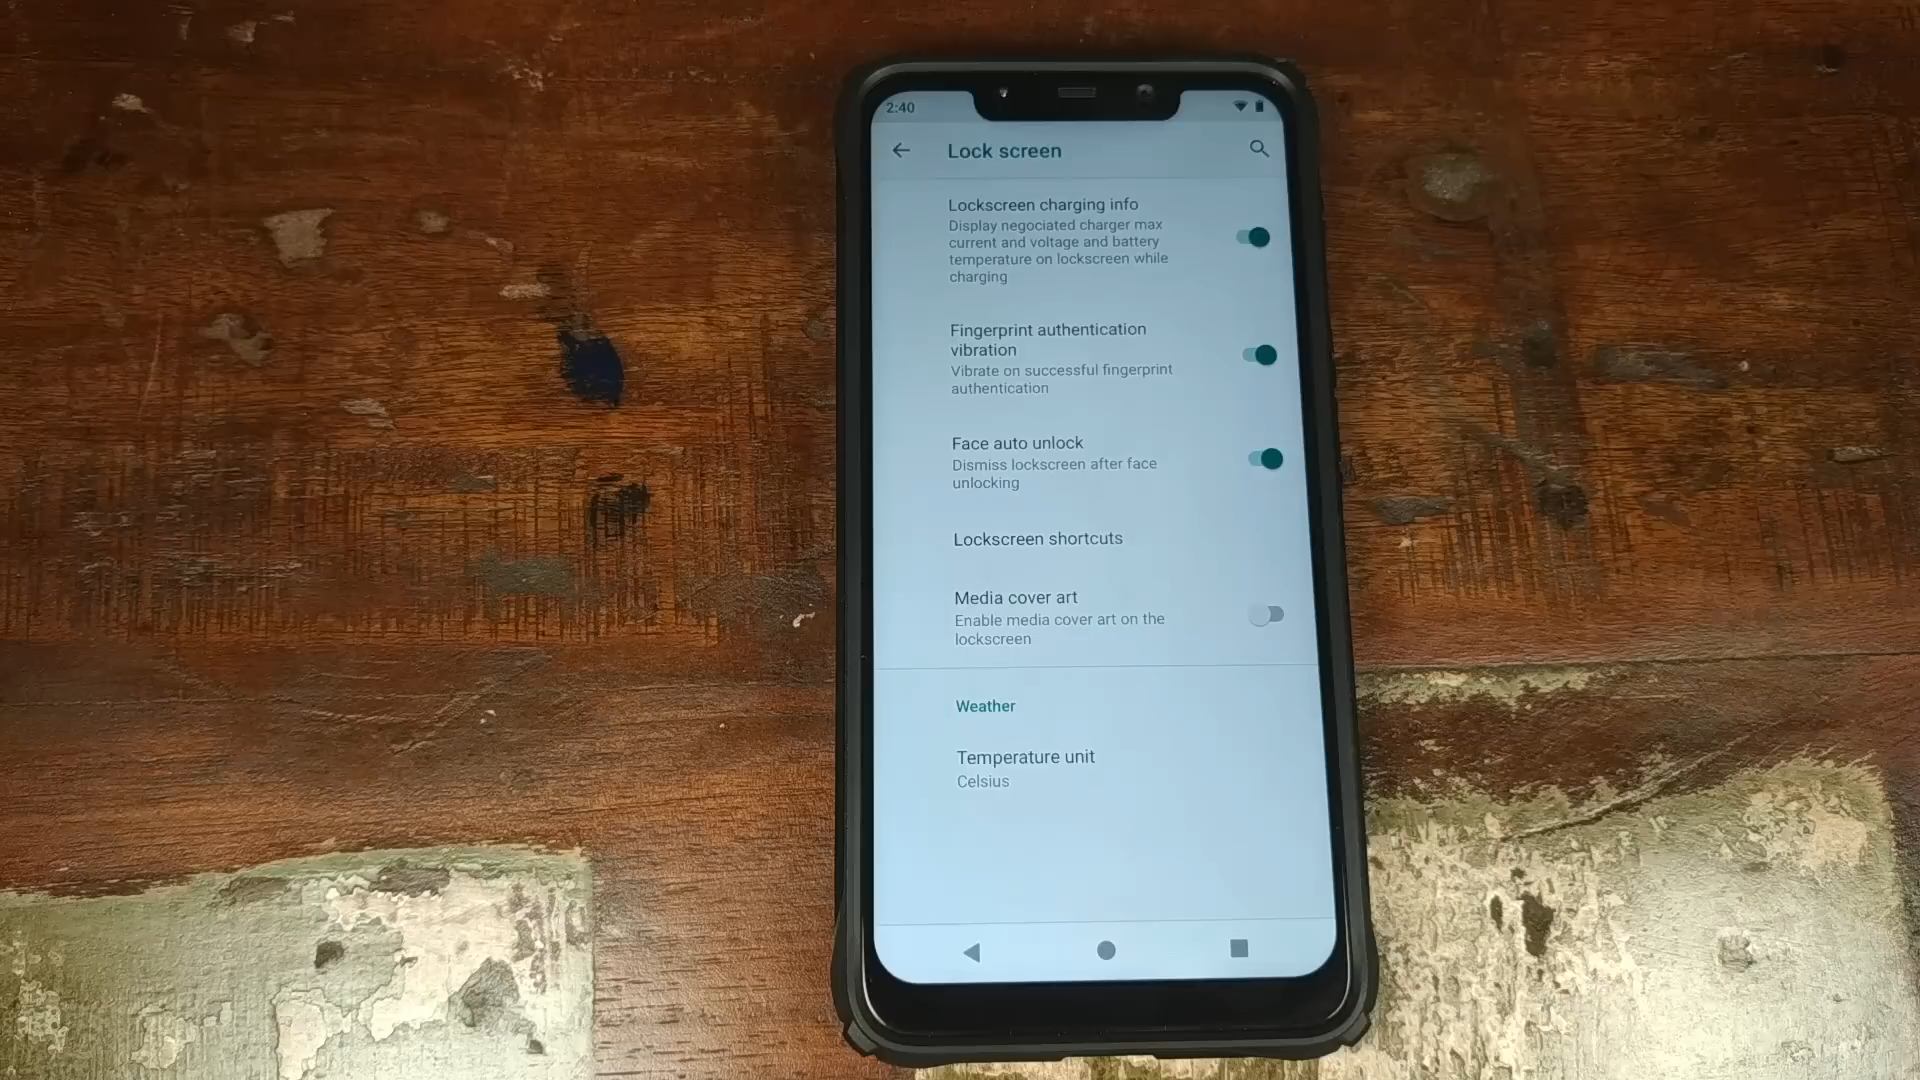 2:40
Lock screen
Lockscreen charging info
Display negociated charger max
current and voltage and battery
temperature on lockscreen while
charging
Fingerprint authentication
vibration
Vibrate on successful fingerprint
authentication
Face auto unlock
Dismiss lockscreen after face
unlocking
Lockscreen shortcuts
Media cover art
Enable media cover art on the
lockscreen
Weather
Temperature unit
Celsius